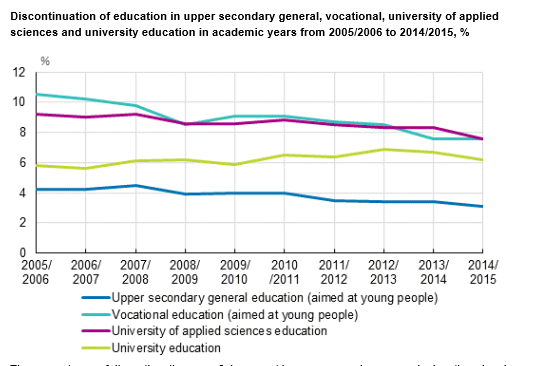 Discontinuation of education in upper secondary general, vocational, university of applied
sciences and university education in academic years from 2005/2006 to 2014/2015, %
%
12
10
8
6
4
2
0
2005/ 2006/ 2007/ 2008/ 2009/ 2010 2011/ 2012/ 2013/ 2014/
2006 2007 2008 2009 2010 /2011 2012 2013 2014 2015
Upper secondary general education (aimed at young people)
Vocational education (aimed at young people)
University of applied sciences education
University education